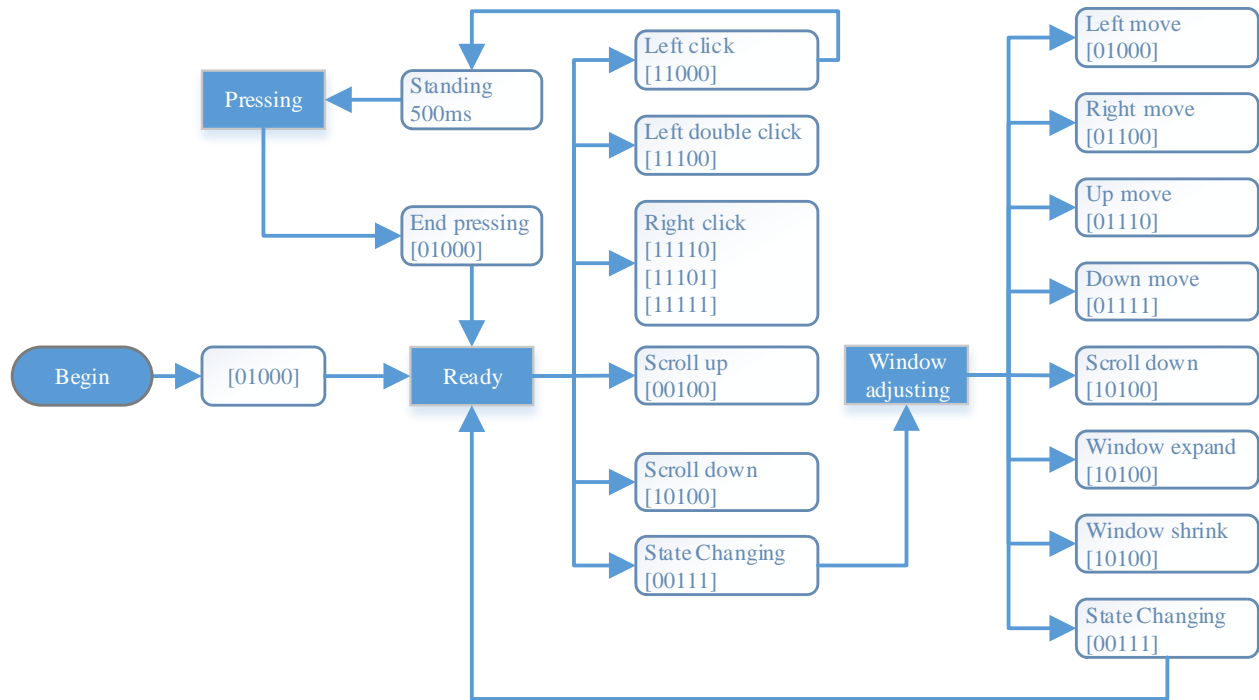 Left click
[11000]
Standing
500ms
Pressing
Left double click
[11100]
End pressing
[01000]
Right click
[11110]
[11101]
[11111]
Begin
[01000]
Ready
Scroll up
[00100]
Scroll down
[10100]
State Changing
[00111]
Window
adjusting
Left move
[01000]
Right move
[01100]
Up move
[01110]
Down move
[01111]
Scroll down
[10100]
Window expand
[10100]
Window shrink
[10100]
State Changing
[00111]